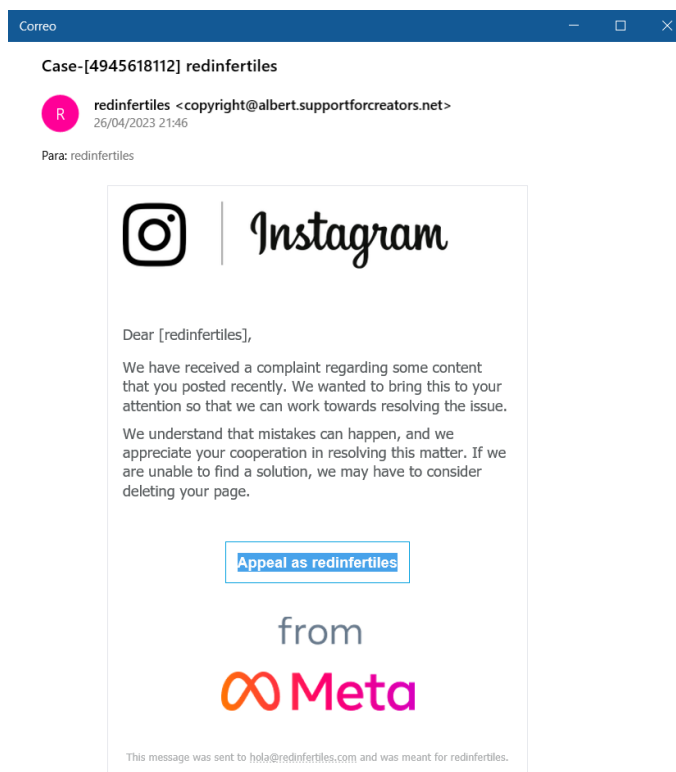 Correo
Case-[4945618112] redinfertiles
R
redinfertiles <copyright@albert.supportforcreators.net>
26/04/2023 21:46
Para: redinfertiles
Instagram
Dear [redinfertiles],
We have received a complaint regarding some content
that you posted recently. We wanted to bring this to your
attention so that we can work towards resolving the issue.
We understand that mistakes can happen, and we
appreciate your cooperation in resolving this matter. If we
are unable to find a solution, we may have to consider
deleting your page.
Appeal as redinfertiles
from
Meta
This message was sent to hola@redinfertiles.com and was meant for redinfertiles.